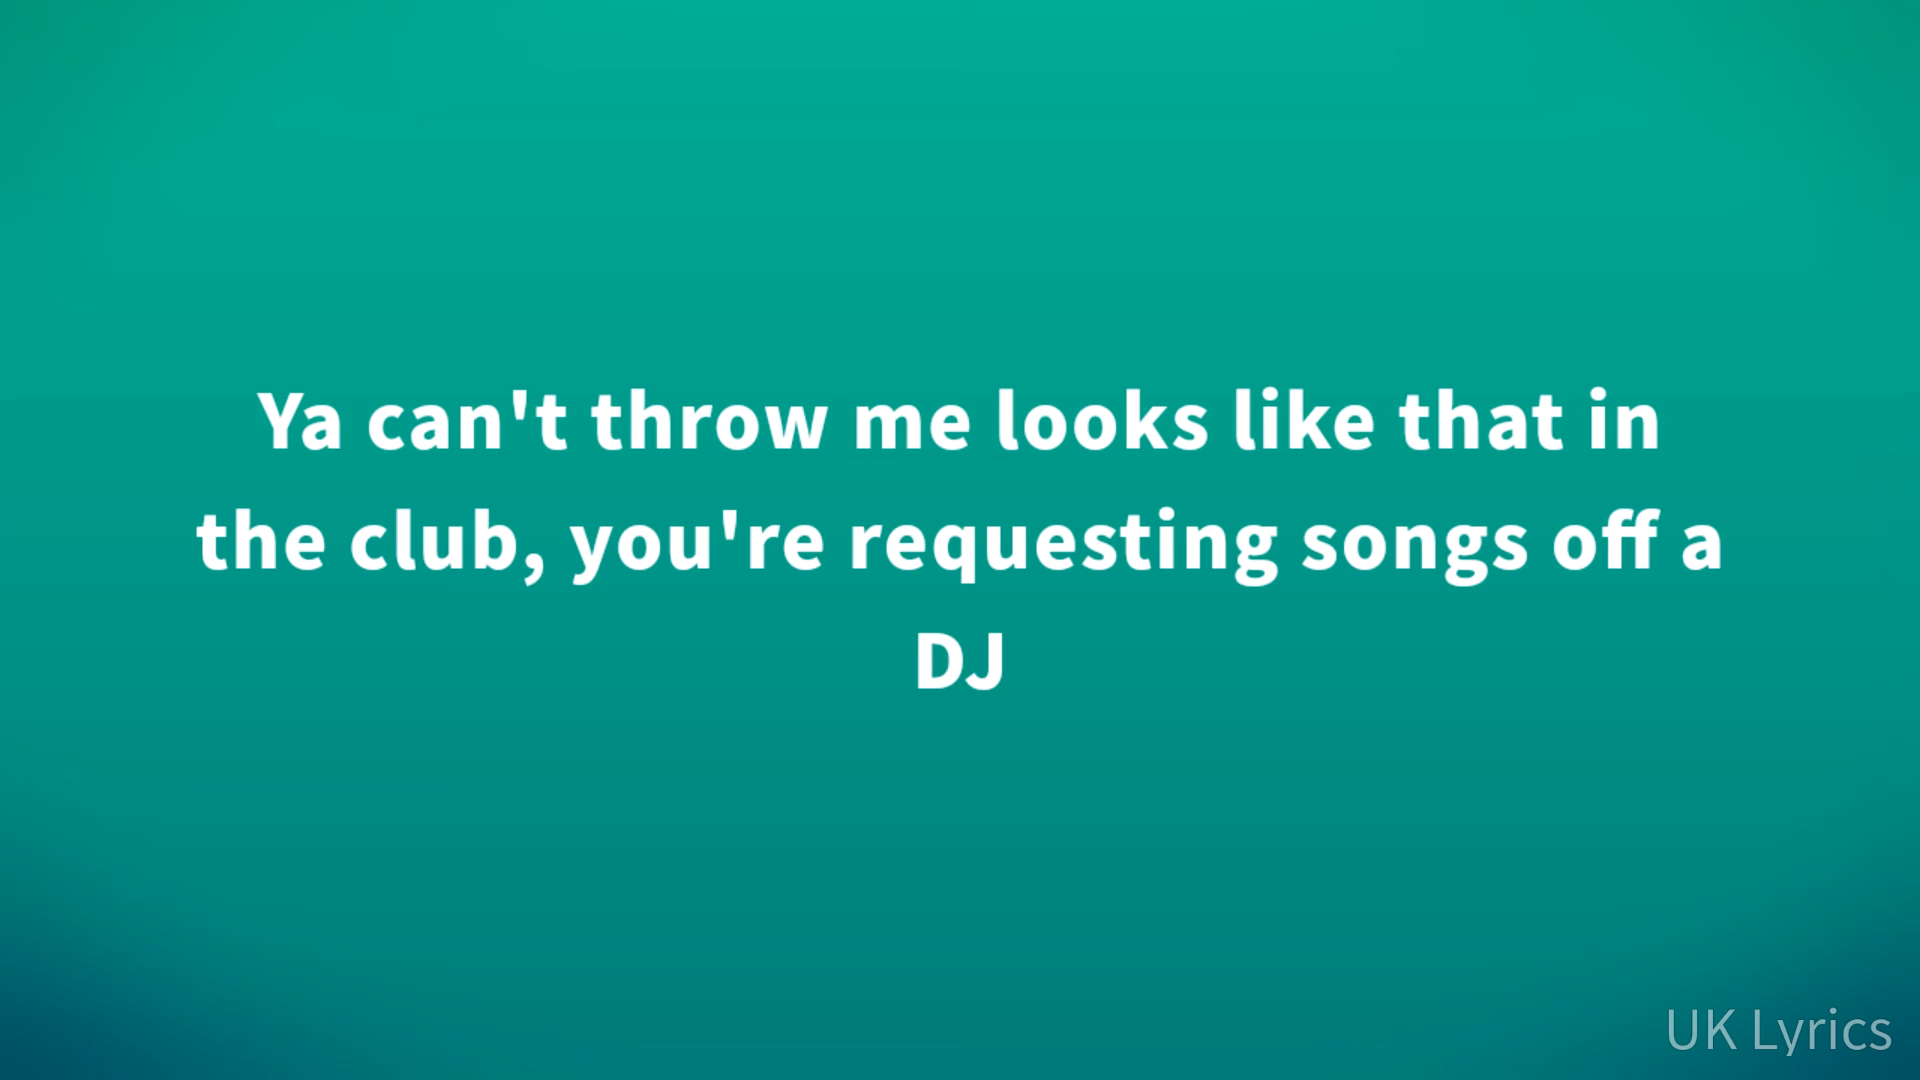 Ya can't throw me looks like that in
the club, you're requesting songs off a
DJ
UK Lyrics